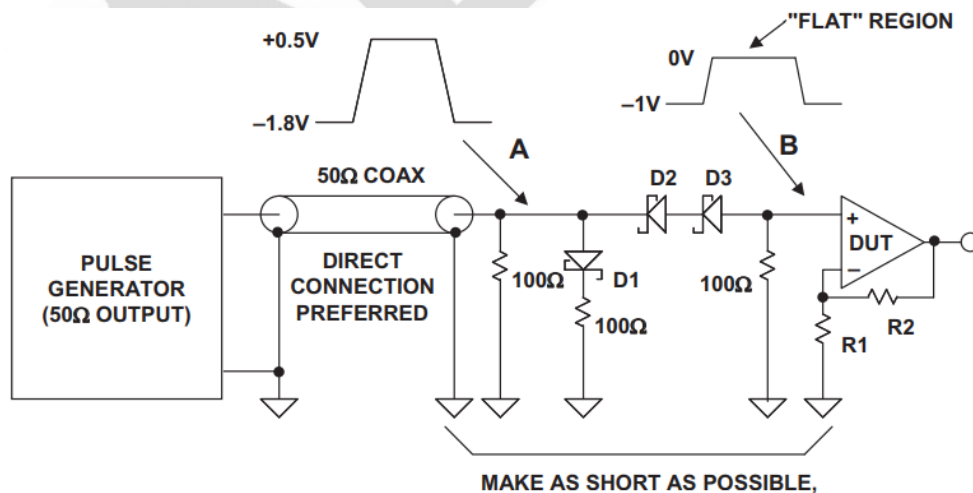 "FLAT" REGION
+0.5V
0V
–1V
–1.8V
A
B
50Ω COAX
D2
D3
PULSE
GENERATOR
(50Ω OUTPUT)
DIRECT
CONNECTION
PREFERRED
100Ω
D1
100Ω
100Ω
+
DUT
–
R2
R1
MAKE AS SHORT AS POSSIBLE,